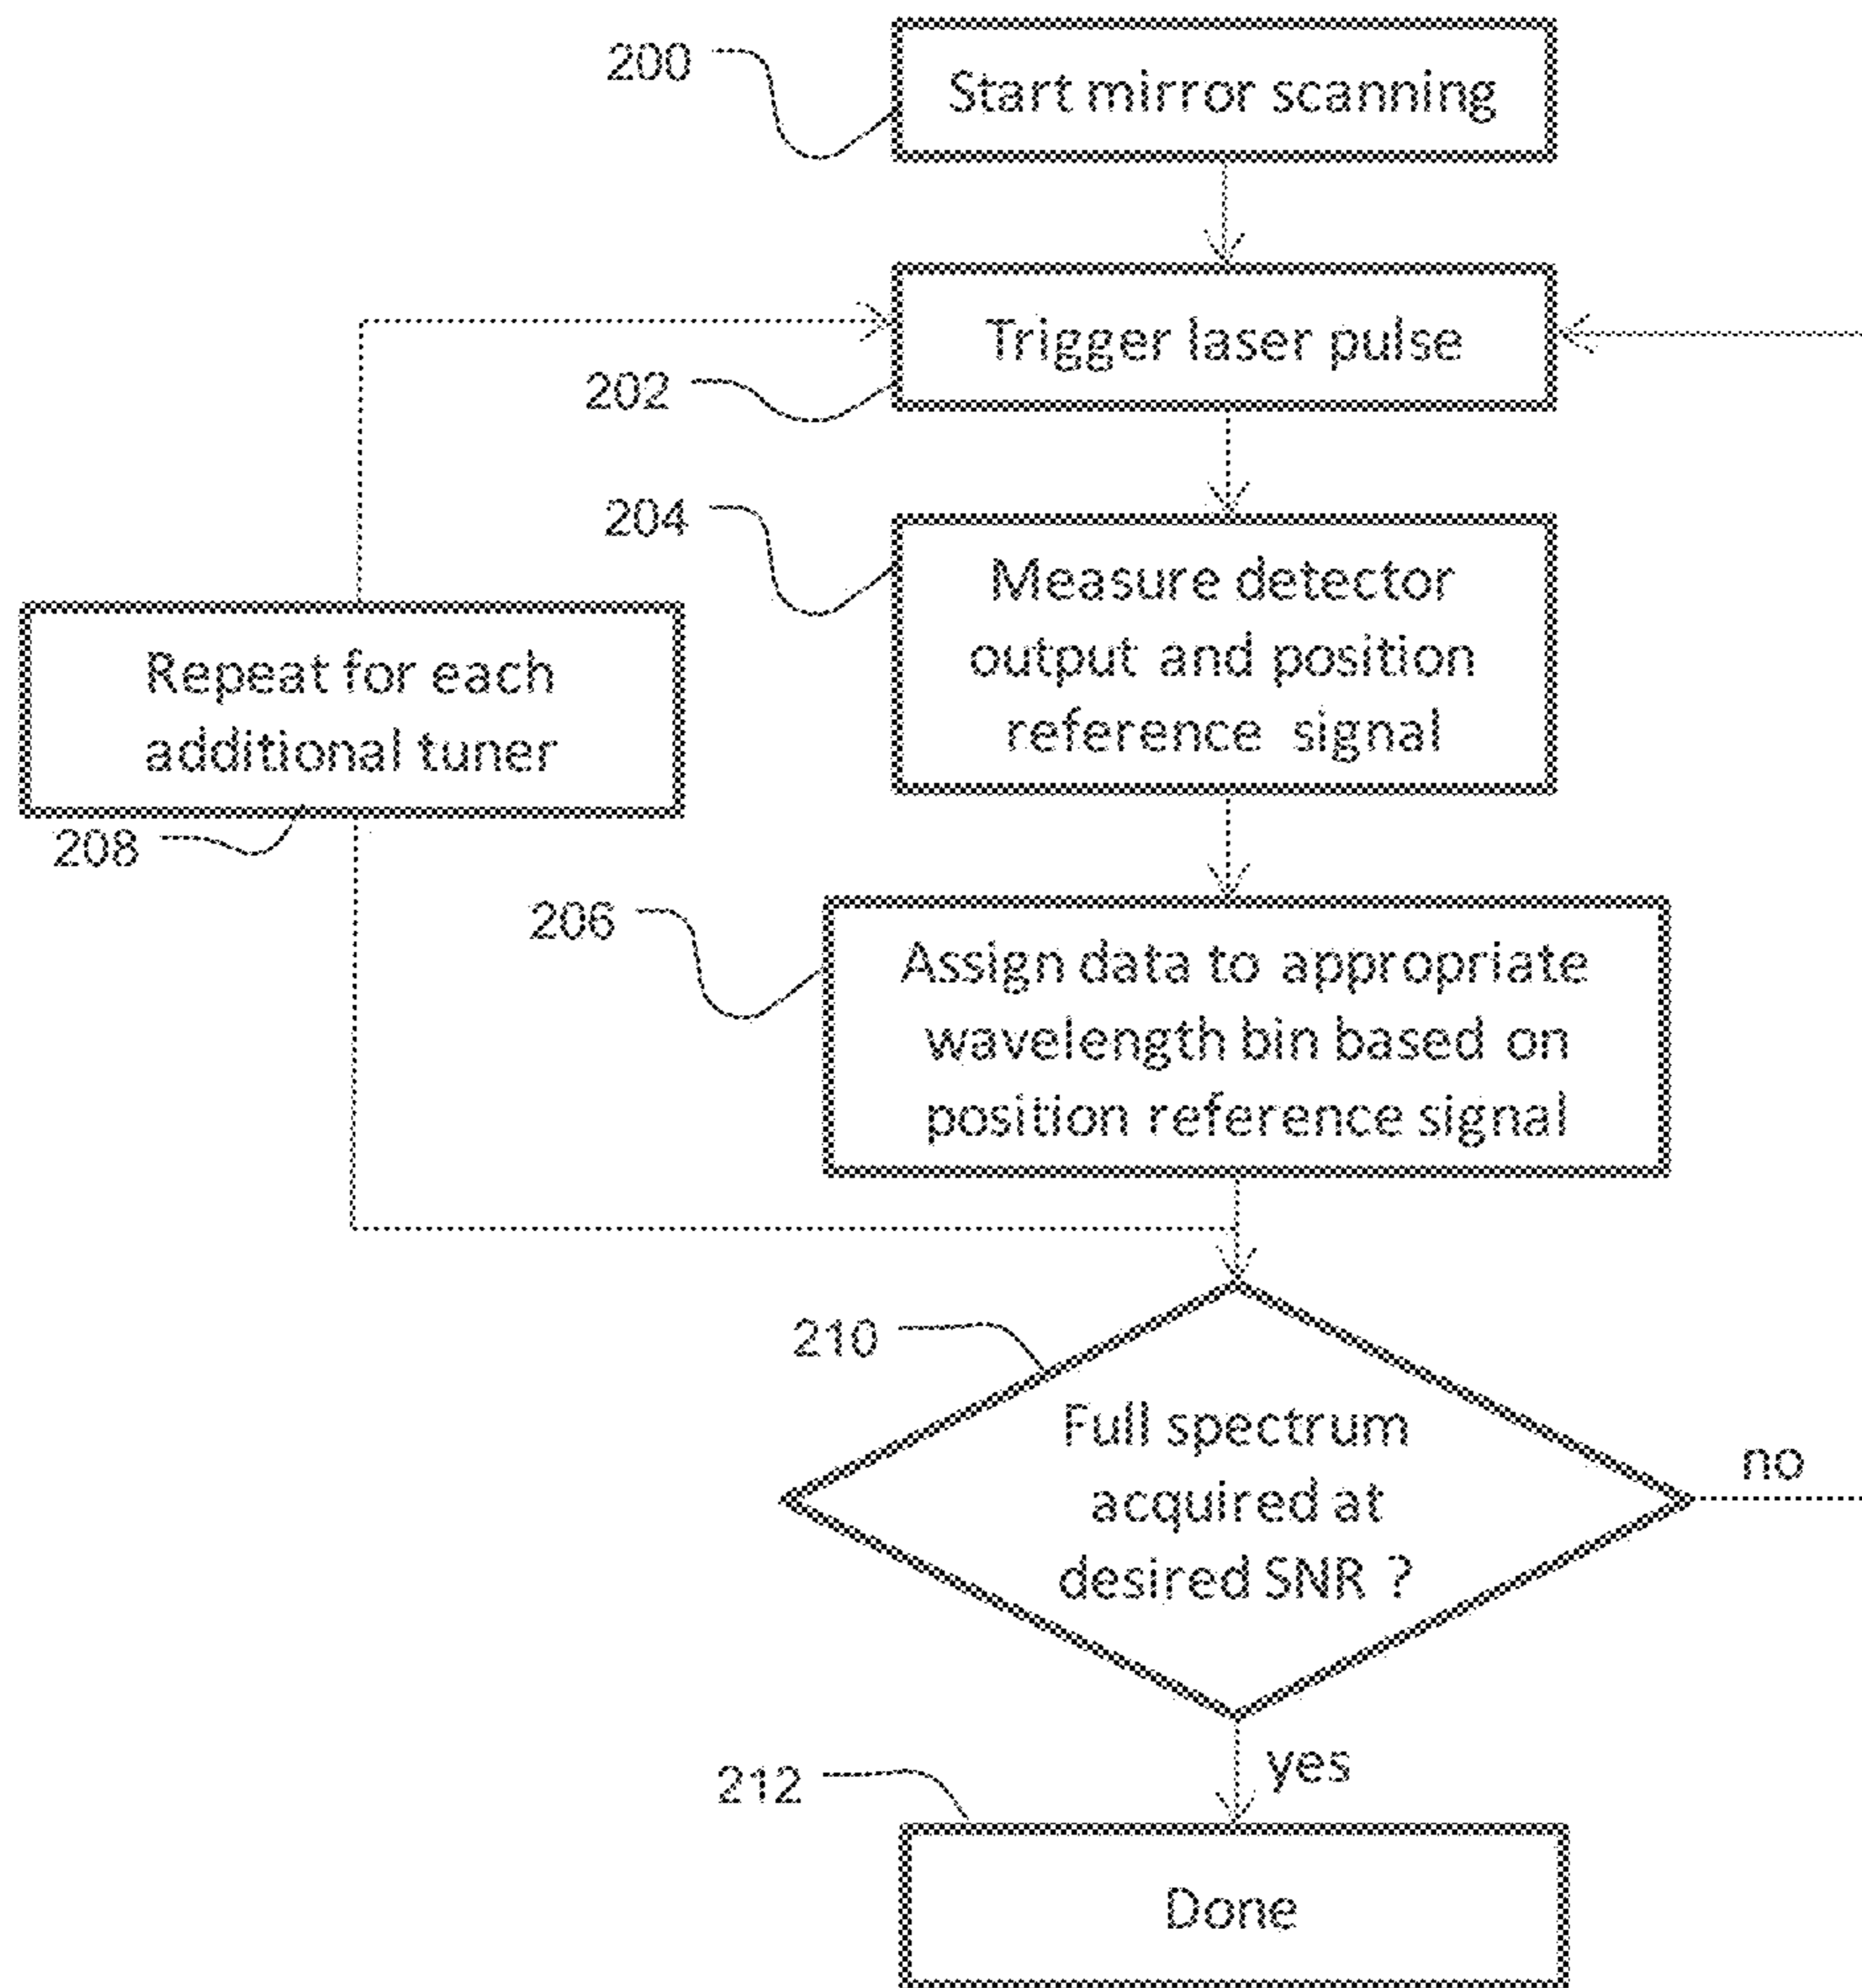 200
Start mirror scanning
Trigger laser pulse
202
204
Measure detector
output and position
reference signal
Repeat for each
additional tuner
208
206
Assign data to appropriate
wavelength bin based on
position reference signal
210
Full spectrum
acquired at
desired SNR ?
no
yes
212
Done